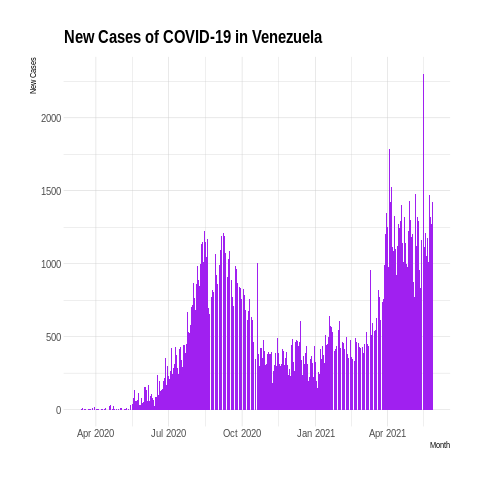 New Cases of COVID-19 in Venezuela
New Cases
2000
1500
1000
500
0
Apr 2020 Jul 2020 Oct 2020 Jan 2021 Apr 2021
Month